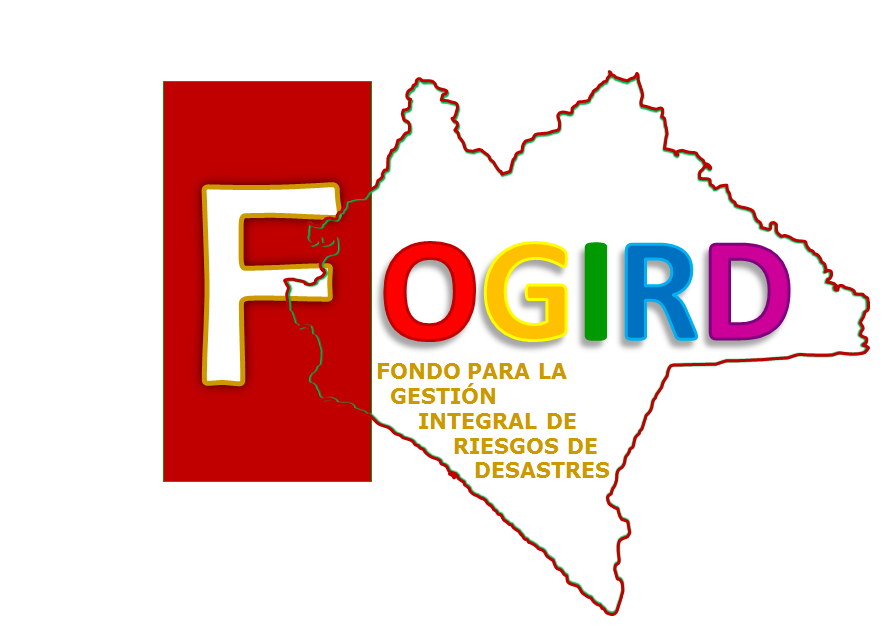 FOGIRD
FONDO PARA LA
GESTIÓN
INTEGRAL DE
RIESGOS DE
DESASTRES